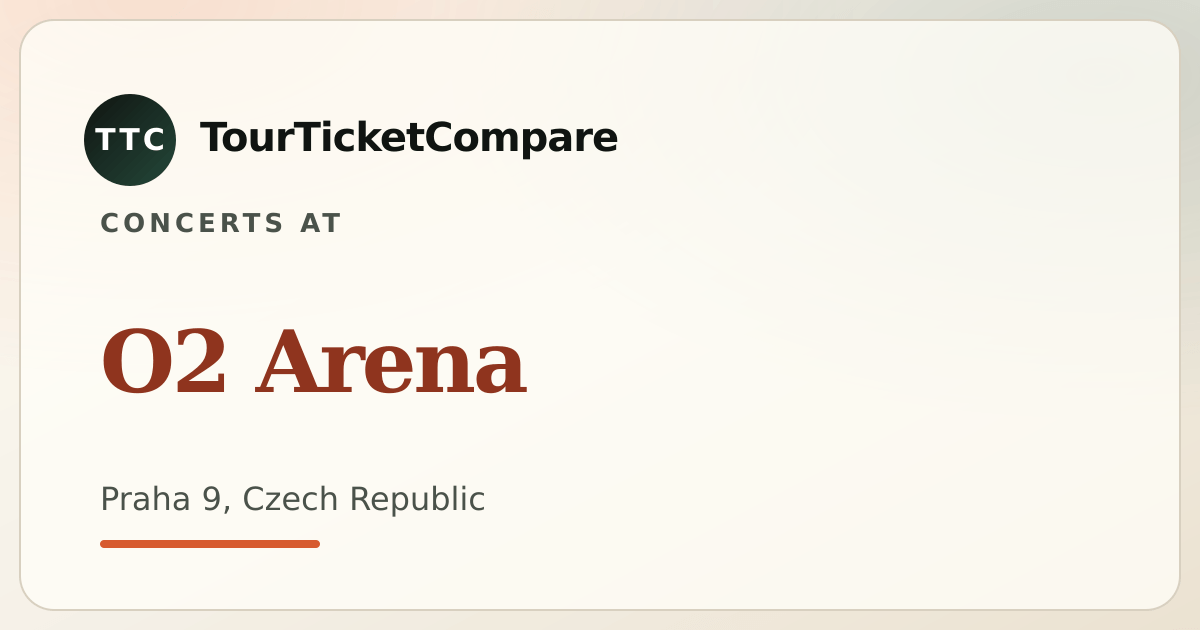 TTC TourTicketCompare
CONCERTS AT
O2 Arena
Praha 9, Czech Republic